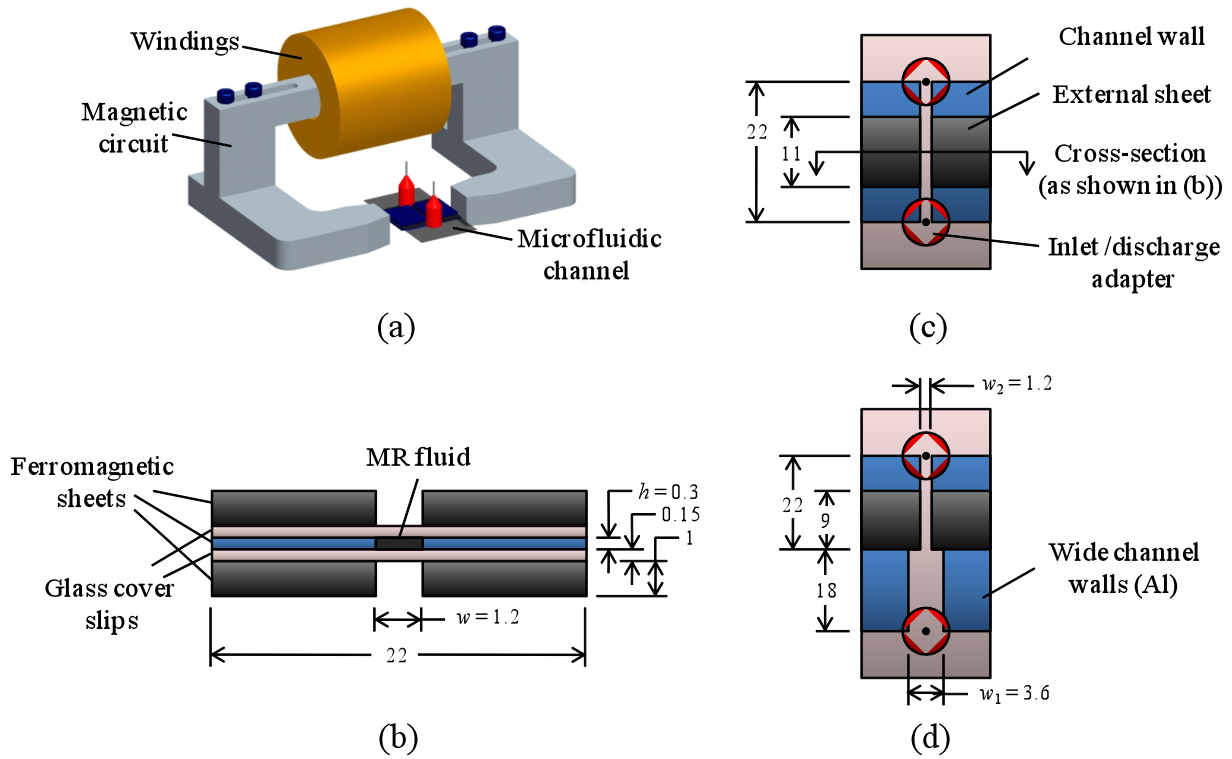 Windings
Magnetic
circuit
Microfluidic
channel
(a)
Channel wall
External sheet
Cross-section
(as shown in (b))
Inlet /discharge
adapter
22
11
(c)
Ferromagnetic
sheets
MR fluid
h = 0.3
0.15
1
Glass cover
slips
w = 1.2
22
(b)
w2 = 1.2
22
9
18
Wide channel
walls (Al)
w1 = 3.6
(d)